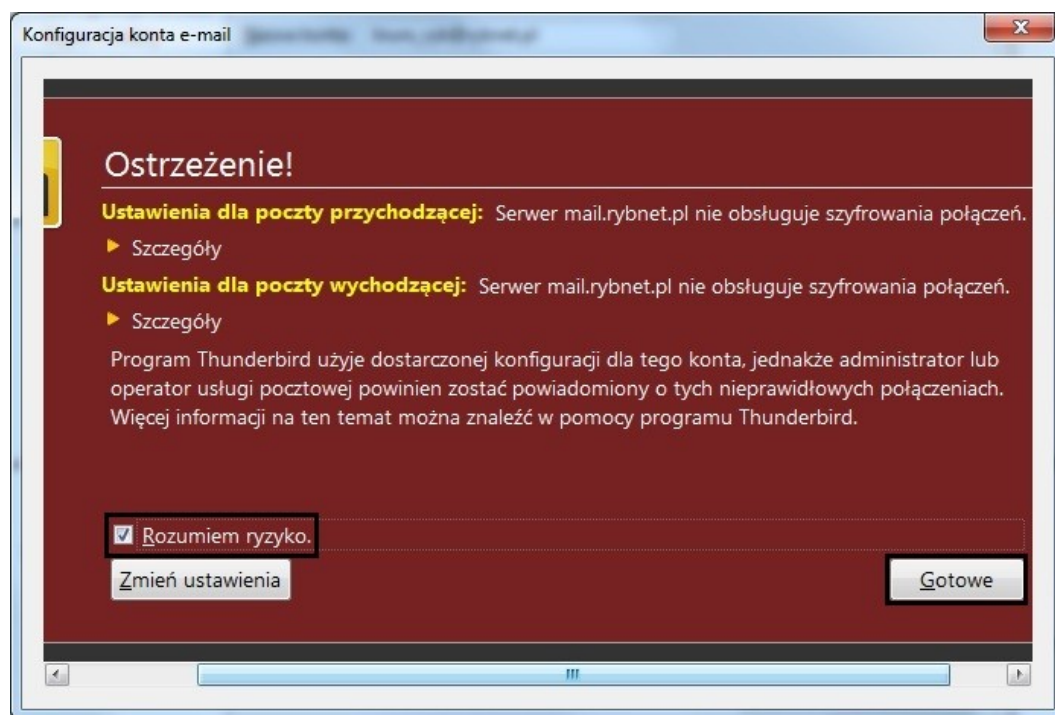 Konfiguracja konta e-mail
Ostrzeżenie!
Ustawienia dla poczty przychodzącej: Serwer mail.rybnet.pl nie obsługuje szyfrowania połączeń.
Szczegóły
Ustawienia dla poczty wychodzącej: Serwer mail.rybnet.pl nie obsługuje szyfrowania połączeń.
Szczegóły
Program Thunderbird użyje dostarczonej konfiguracji dla tego konta, jednakże administrator lub
operator usługi pocztowej powinien zostać powiadomiony o tych nieprawidłowych połączeniach.
Więcej informacji na ten temat można znaleźć w pomocy programu Thunderbird.
Rozumiem ryzyko.
Zmień ustawienia
Gotowe